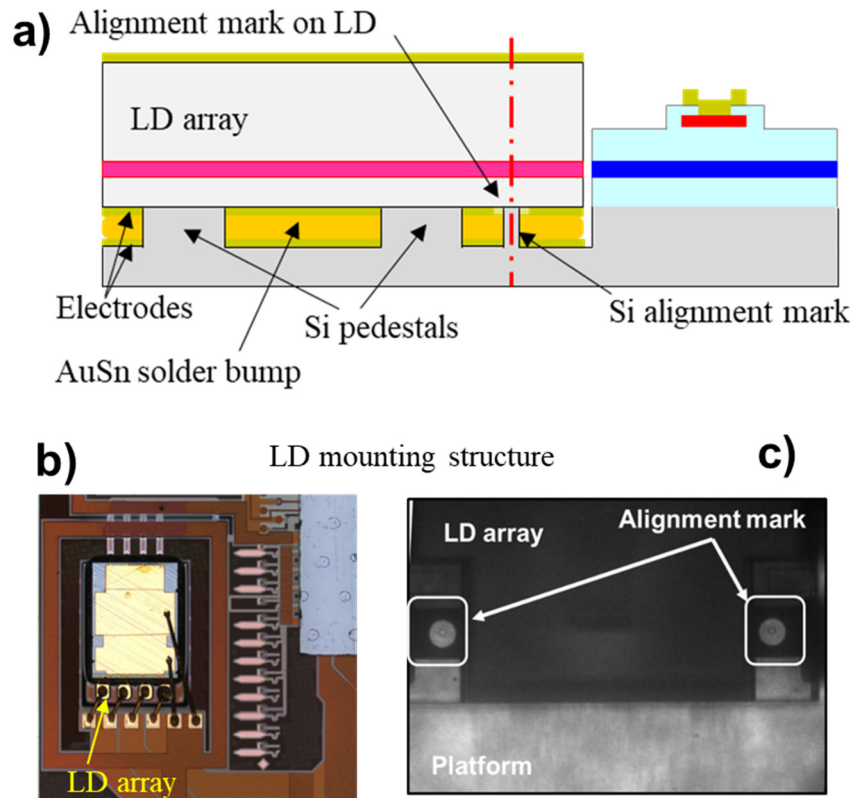 a)
Alignment mark on LD
LD array
Electrodes
Si pedestals
Si alignment mark
AuSn solder bump
b)
LD mounting structure
c)
LD array
Alignment mark
Platform
LD array